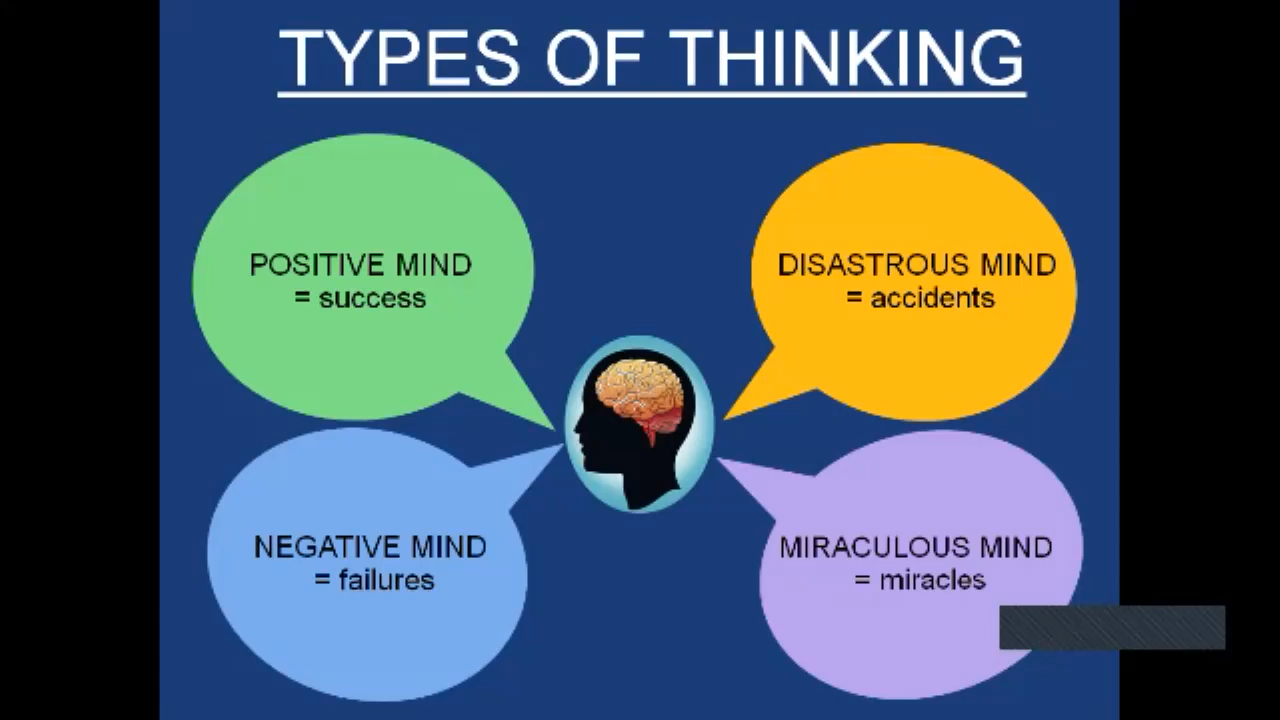 TYPES OF THINKING
POSITIVE MIND
= success
DISASTROUS MIND
= accidents
NEGATIVE MIND
= failures
MIRACULOUS MIND
= miracles